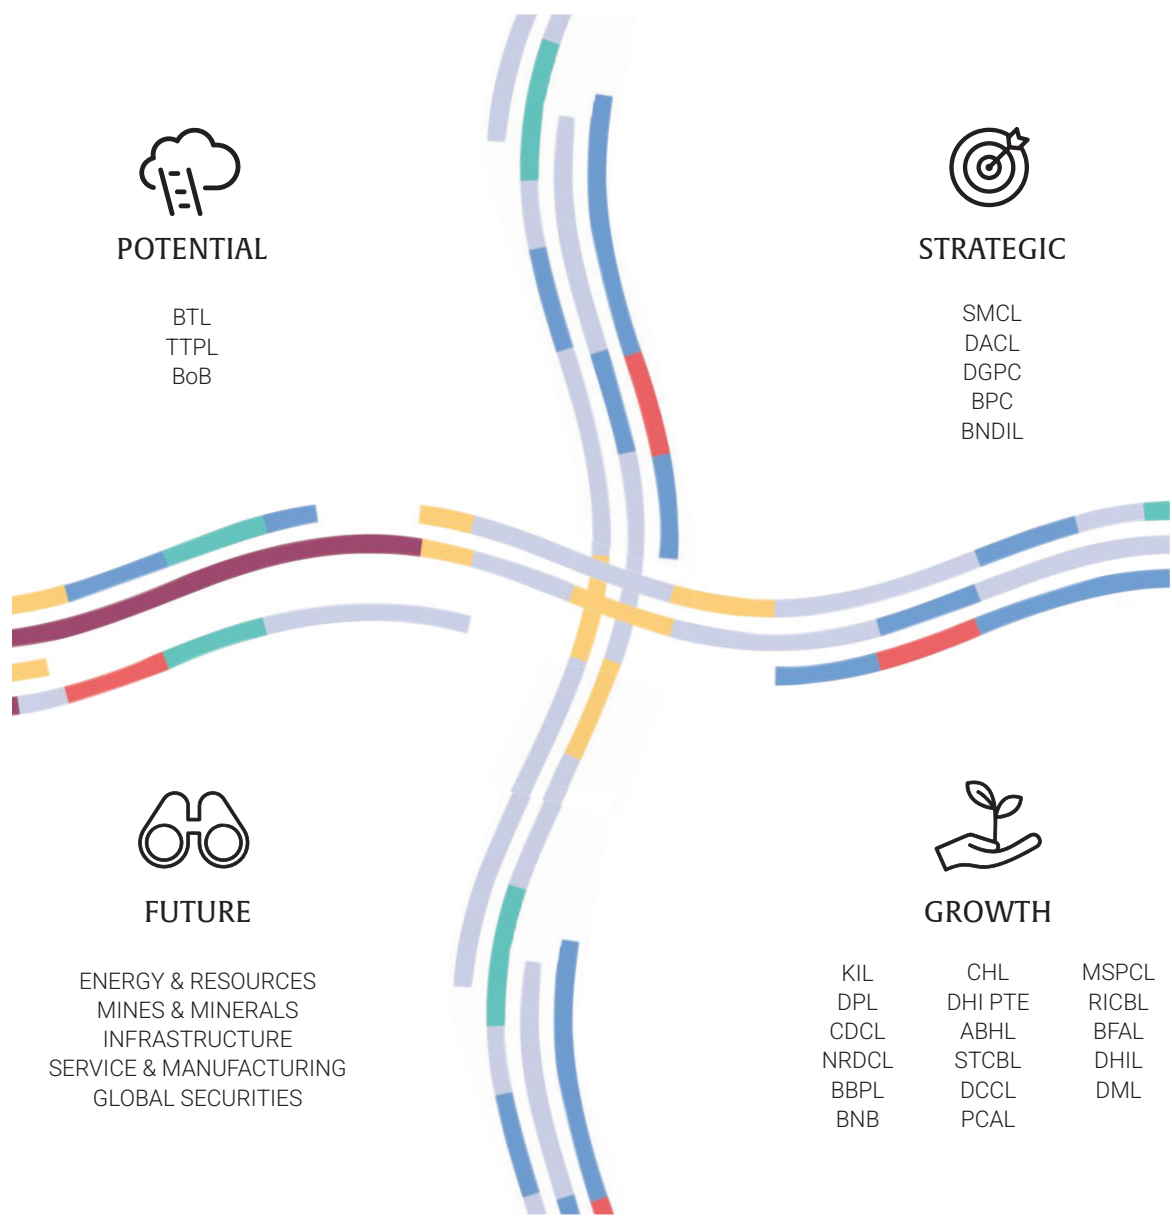 POTENTIAL
BTL
TTPL
BoB
STRATEGIC
SMCL
DACL
DGPC
BPC
BNDIL
FUTURE
ENERGY & RESOURCES
MINES & MINERALS
INFRASTRUCTURE
SERVICE & MANUFACTURING
GLOBAL SECURITIES
GROWTH
KIL
DPL
CDCL
NRDCL
BBPL
BNB
CHL
DHI PTE
ABHL
STCBL
DCCL
PCAL
MSPCL
RICBL
BFAL
DHIL
DML